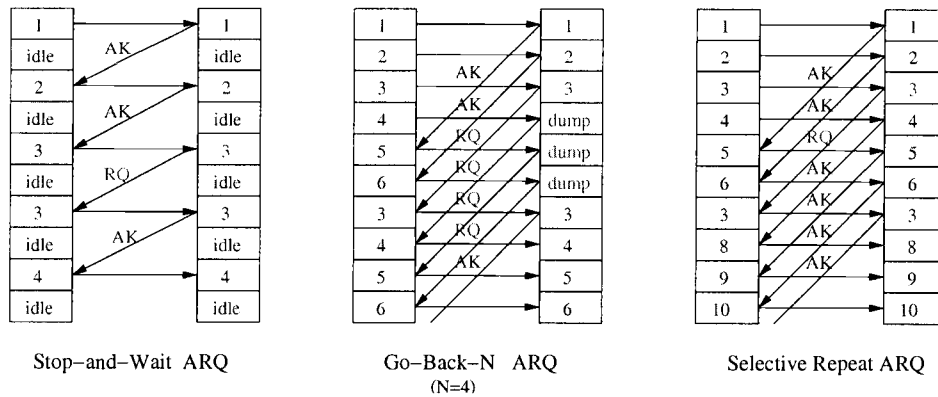 1
idle
2
idle
3
idle
3
idle
4
idle
AK
AK
RQ
AK
1
idle
2
idle
3
idle
3
idle
4
idle
Stop-and-Wait ARQ
1
2
3
4
5
6
3
4
5
6
AK
AK
RQ
RQ
RQ
RQ
AK
1
2
3
dump
dump
dump
3
4
5
6
Go-Back-N ARQ
(N=4)
1
2
3
4
5
6
3
8
9
10
AK
AK
RQ
AK
AK
AK
AK
1
2
3
4
5
6
3
8
9
10
Selective Repeat ARQ